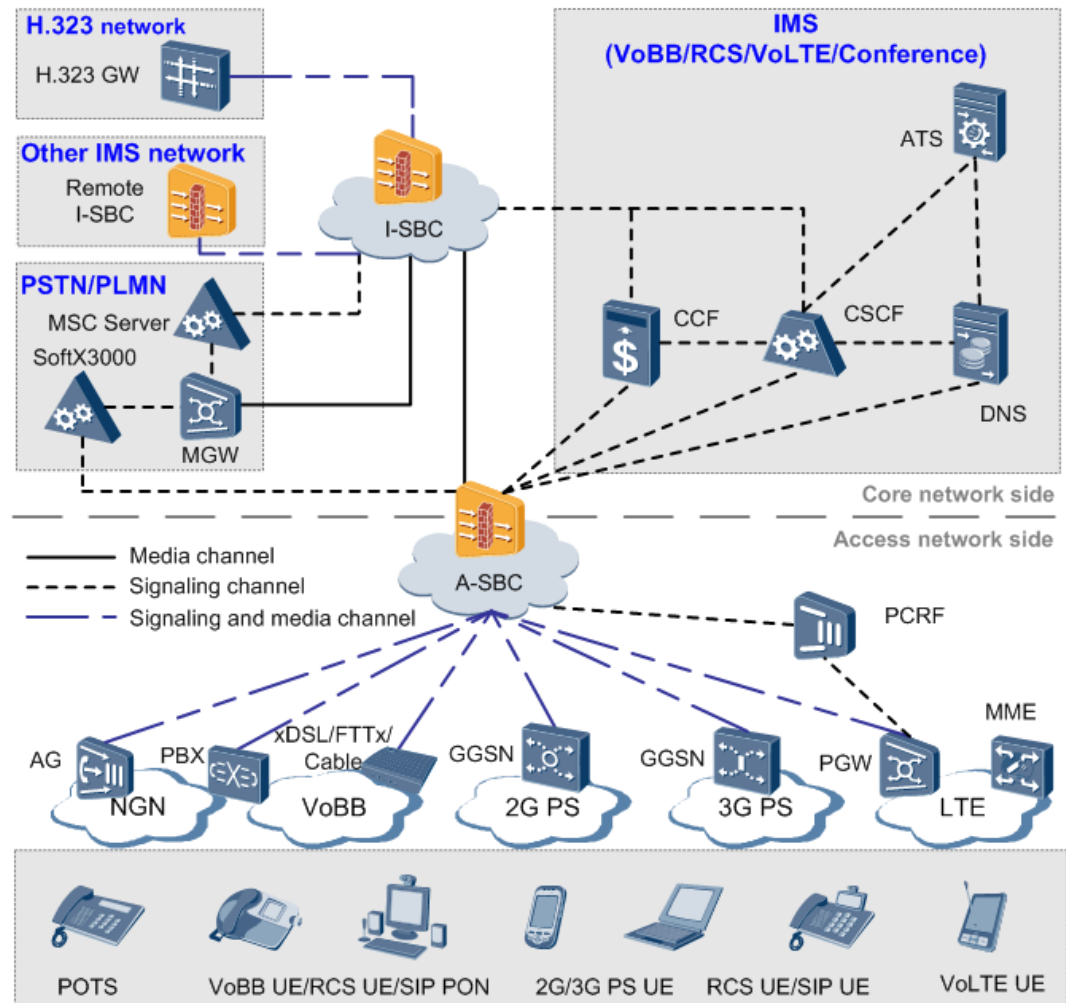 H.323 network
H.323 GW
Other IMS network
Remote
I-SBC
PSTN/PLMN
MSC Server
SoftX3000
MGW
I-SBC
IMS
(VoBB/RCS/VoLTE/Conference)
ATS
CCF
$
CSCF
DNS
Core network side
Access network side
Media channel
Signaling channel
Signaling and media channel
A-SBC
PCRF
AG
NGN
PBX
xDSL/FTTx/
Cable
VoBB
GGSN
2G PS
GGSN
3G PS
PGW
LTE
MME
POTS
VoBB UE/RCS UE/SIP PON
2G/3G PS UE
RCS UE/SIP UE
VoLTE UE